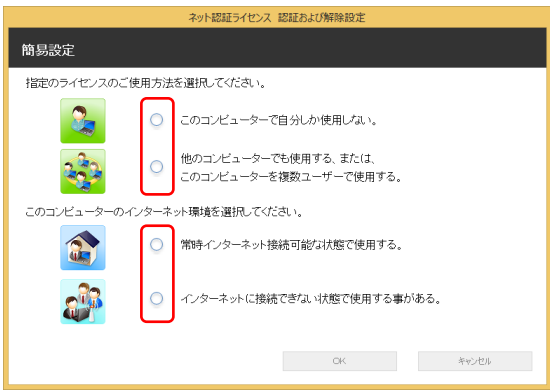 ネット認証ライセンス 認証および解除設定
簡易設定
指定のライセンスのご使用方法を選択してください。
このコンピューターで自分しか使用しない。
他のコンピューターでも使用する、または、
このコンピューターを複数ユーザーで使用する。
このコンピューターのインターネット環境を選択してください。
常時インターネット接続可能な状態で使用する。
インターネットに接続できない状態で使用する事がある。
OK
キャンセル